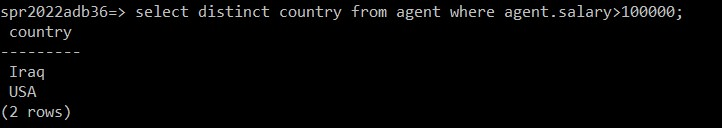 spr2022adb36=> select distinct country from agent where agent.salary>100000;
country
---------
Iraq
USA
(2 rows)